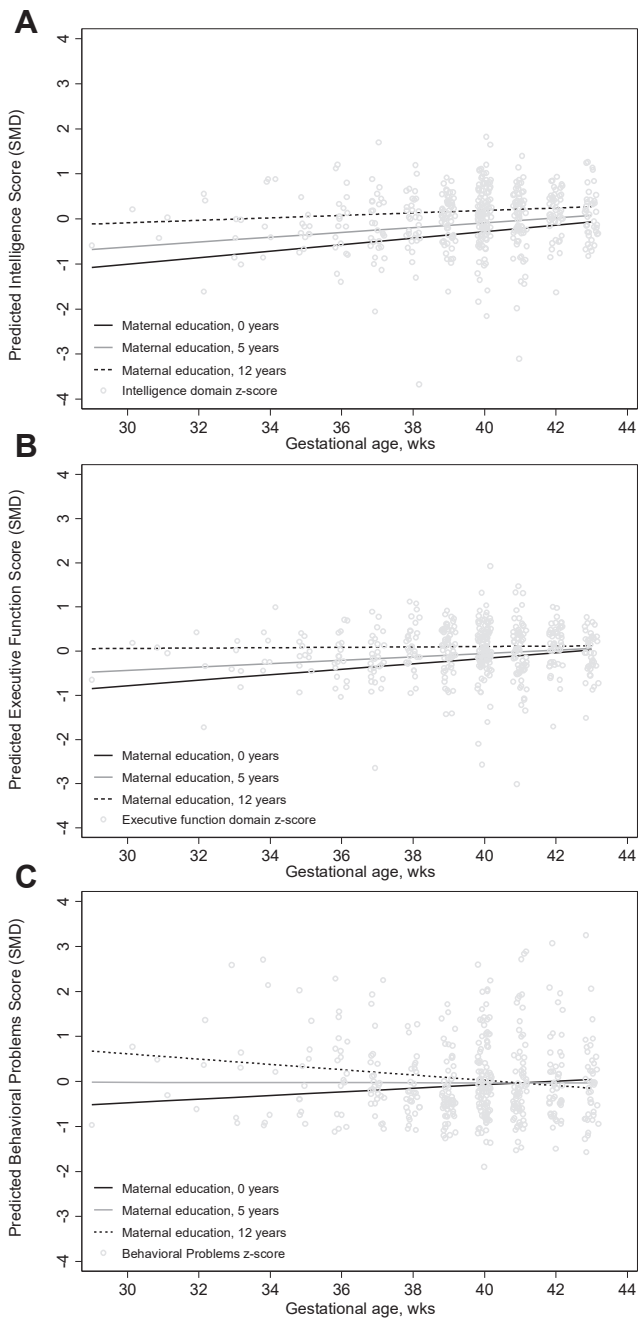 A
Predicted Intelligence Score (SMD)
4
3
2
1
0
-1
-2
-3
-4
Maternal education, 0 years
Maternal education, 5 years
Maternal education, 12 years
Intelligence domain z-score
30 32 34 36 38 40 42 44
Gestational age, wks
B
Predicted Executive Function Score (SMD)
4
3
2
1
0
-1
-2
-3
-4
Maternal education, 0 years
Maternal education, 5 years
Maternal education, 12 years
Executive function domain z-score
30 32 34 36 38 40 42 44
Gestational age, wks
C
Predicted Behavioral Problems Score (SMD)
4
3
2
1
0
-1
-2
-3
-4
Maternal education, 0 years
Maternal education, 5 years
Maternal education, 12 years
Behavioral Problems z-score
30 32 34 36 38 40 42 44
Gestational age, wks